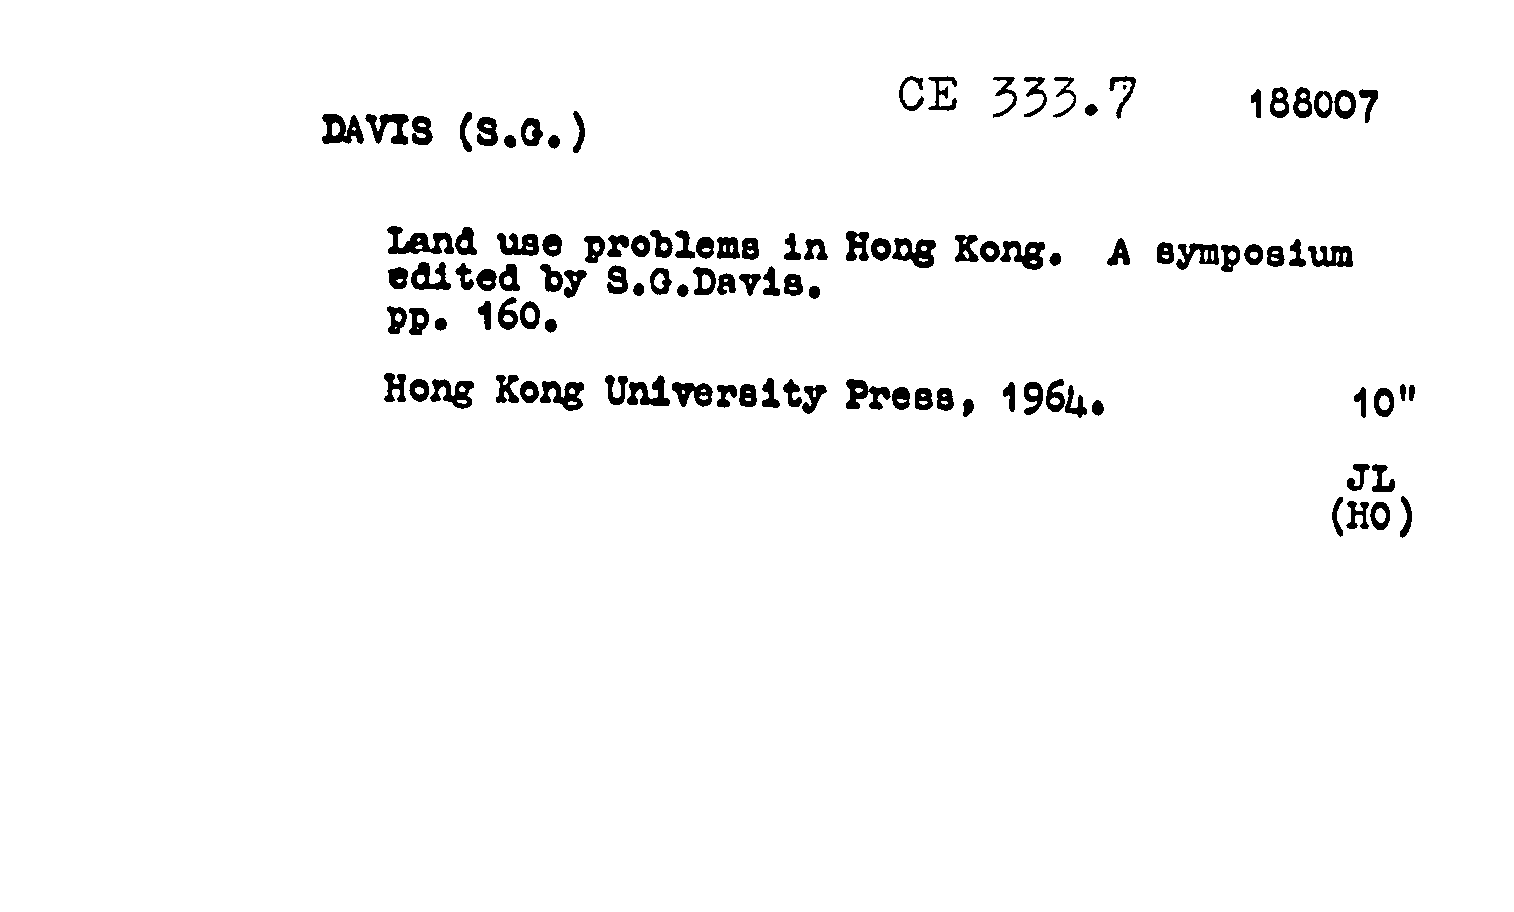 CE 333.7 188007
DAVIS (S.G.)
Land use problems in Hong Kong. A symposium
edited by S.G.Davis.
pp. 160.
Hong Kong University Press, 1964. 10"
JL
(HO)